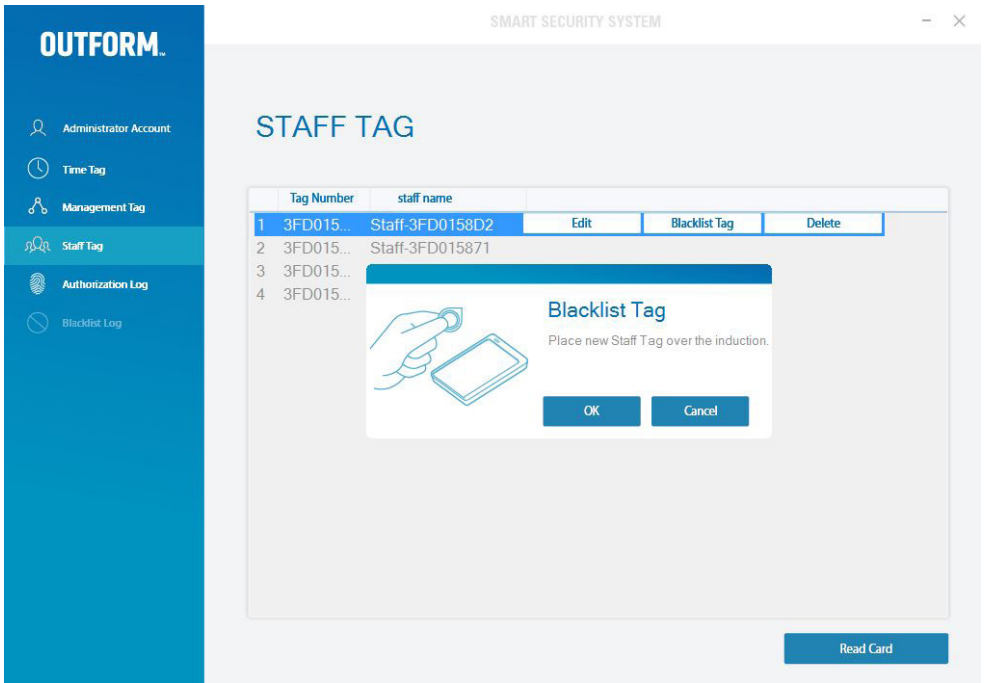 SMART SECURITY SYSTEM
OUTFORM™
Administrator Account
Time Tag
Management Tag
Staff Tag
Authorization Log
Blacklist Log
STAFF TAG
Tag Number staff name
1 3FD015... Staff-3FD0158D2 Edit Blacklist Tag Delete
2 3FD015... Staff-3FD015871
3 3FD015...
4 3FD015...
Blacklist Tag
Place new Staff Tag over the induction.
OK Cancel
Read Card